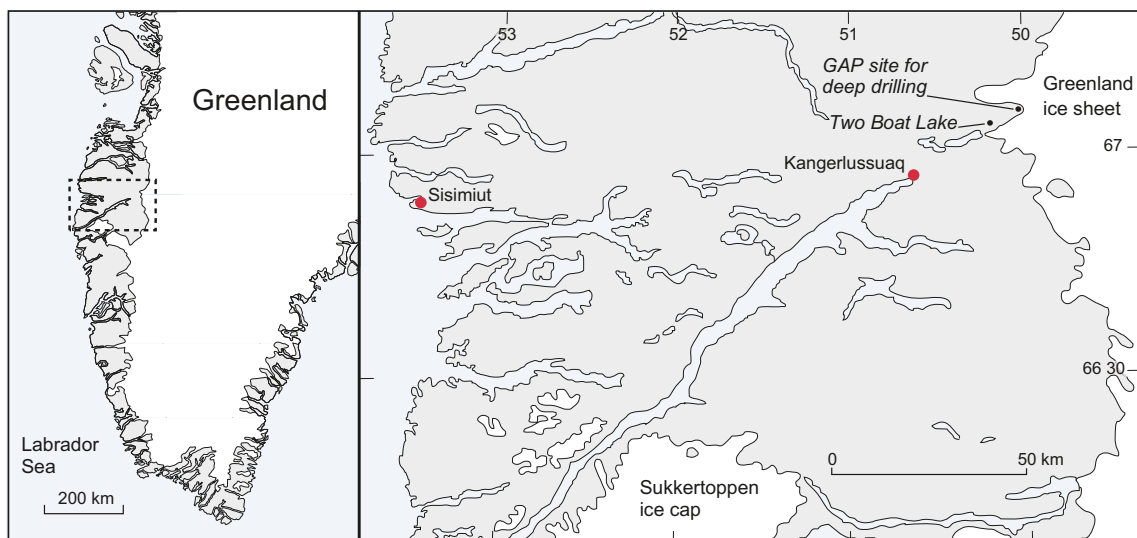 Greenland
Labrador
Sea
200 km
53
52
51
50
GAP site for
deep drilling
Greenland
ice sheet
Two Boat Lake
67
Kangerlussuaq
Sisimiut
66 30
0
50 km
Sukkertoppen
ice cap